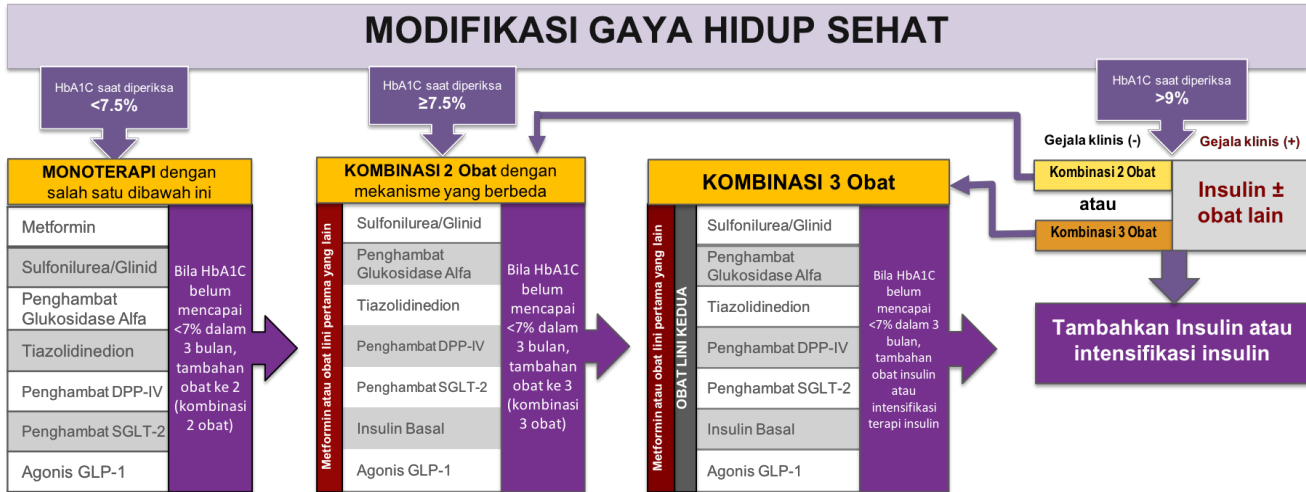 MODIFIKASI GAYA HIDUP SEHAT
HbA1C saat diperiksa
<7.5%
HbA1C saat diperiksa
≥7.5%
HbA1C saat diperiksa
>9%
Gejala klinis (-)
Gejala klinis (+)
MONOTERAPI dengan
salah satu dibawah ini
Metformin
Sulfonilurea/Glinid
Penghambat
Glukosidase Alfa
Tiazolidinedion
Penghambat DPP-IV
Penghambat SGLT-2
Agonis GLP-1
Bila HbA1C
belum
mencapai
<7% dalam
3 bulan,
tambahan
obat ke 2
(kombinasi
2 obat)
KOMBINASI 2 Obat dengan
mekanisme yang berbeda
Metformin atau obat lini pertama yang lain
Sulfonilurea/Glinid
Penghambat
Glukosidase Alfa
Tiazolidinedion
Penghambat DPP-IV
Penghambat SGLT-2
Insulin Basal
Agonis GLP-1
Bila HbA1C
belum
mencapai
<7% dalam
3 bulan,
tambahan
obat ke 3
(kombinasi
3 obat)
KOMBINASI 3 Obat
Metformin atau obat lini pertama yang lain
OBAT LINI KEDUA
Sulfonilurea/Glinid
Penghambat
Glukosidase Alfa
Tiazolidinedion
Penghambat DPP-IV
Penghambat SGLT-2
Insulin Basal
Agonis GLP-1
Bila HbA1C
belum
mencapai
<7% dalam 3
bulan,
tambahan
obat insulin
atau
intensifikasi
terapi insulin
Kombinasi 2 Obat
atau
Kombinasi 3 Obat
Insulin ±
obat lain
Tambahkan Insulin atau
intensifikasi insulin